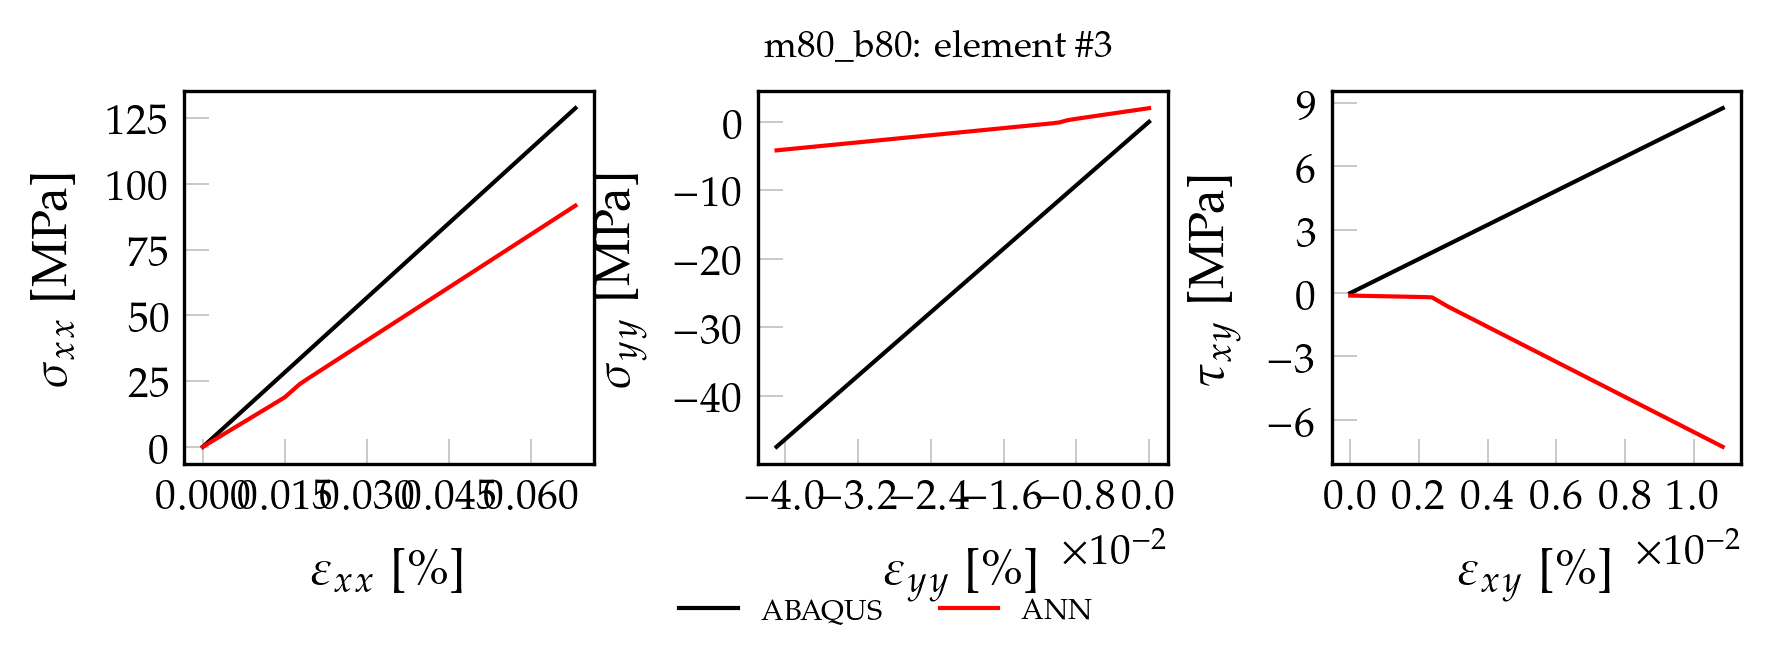 m80_b80: element #3
σxx [MPa]
125
100
75
50
25
0
0.000 0.015 0.030 0.045 0.060
εxx [%]
σyy [MPa]
0
−10
−20
−30
−40
−4.0 −3.2 −2.4 −1.6 −0.8 0.0
×10−2
εyy [%]
τxy [MPa]
9
6
3
0
−3
−6
0.0 0.2 0.4 0.6 0.8 1.0
×10−2
εxy [%]
ABAQUS ANN